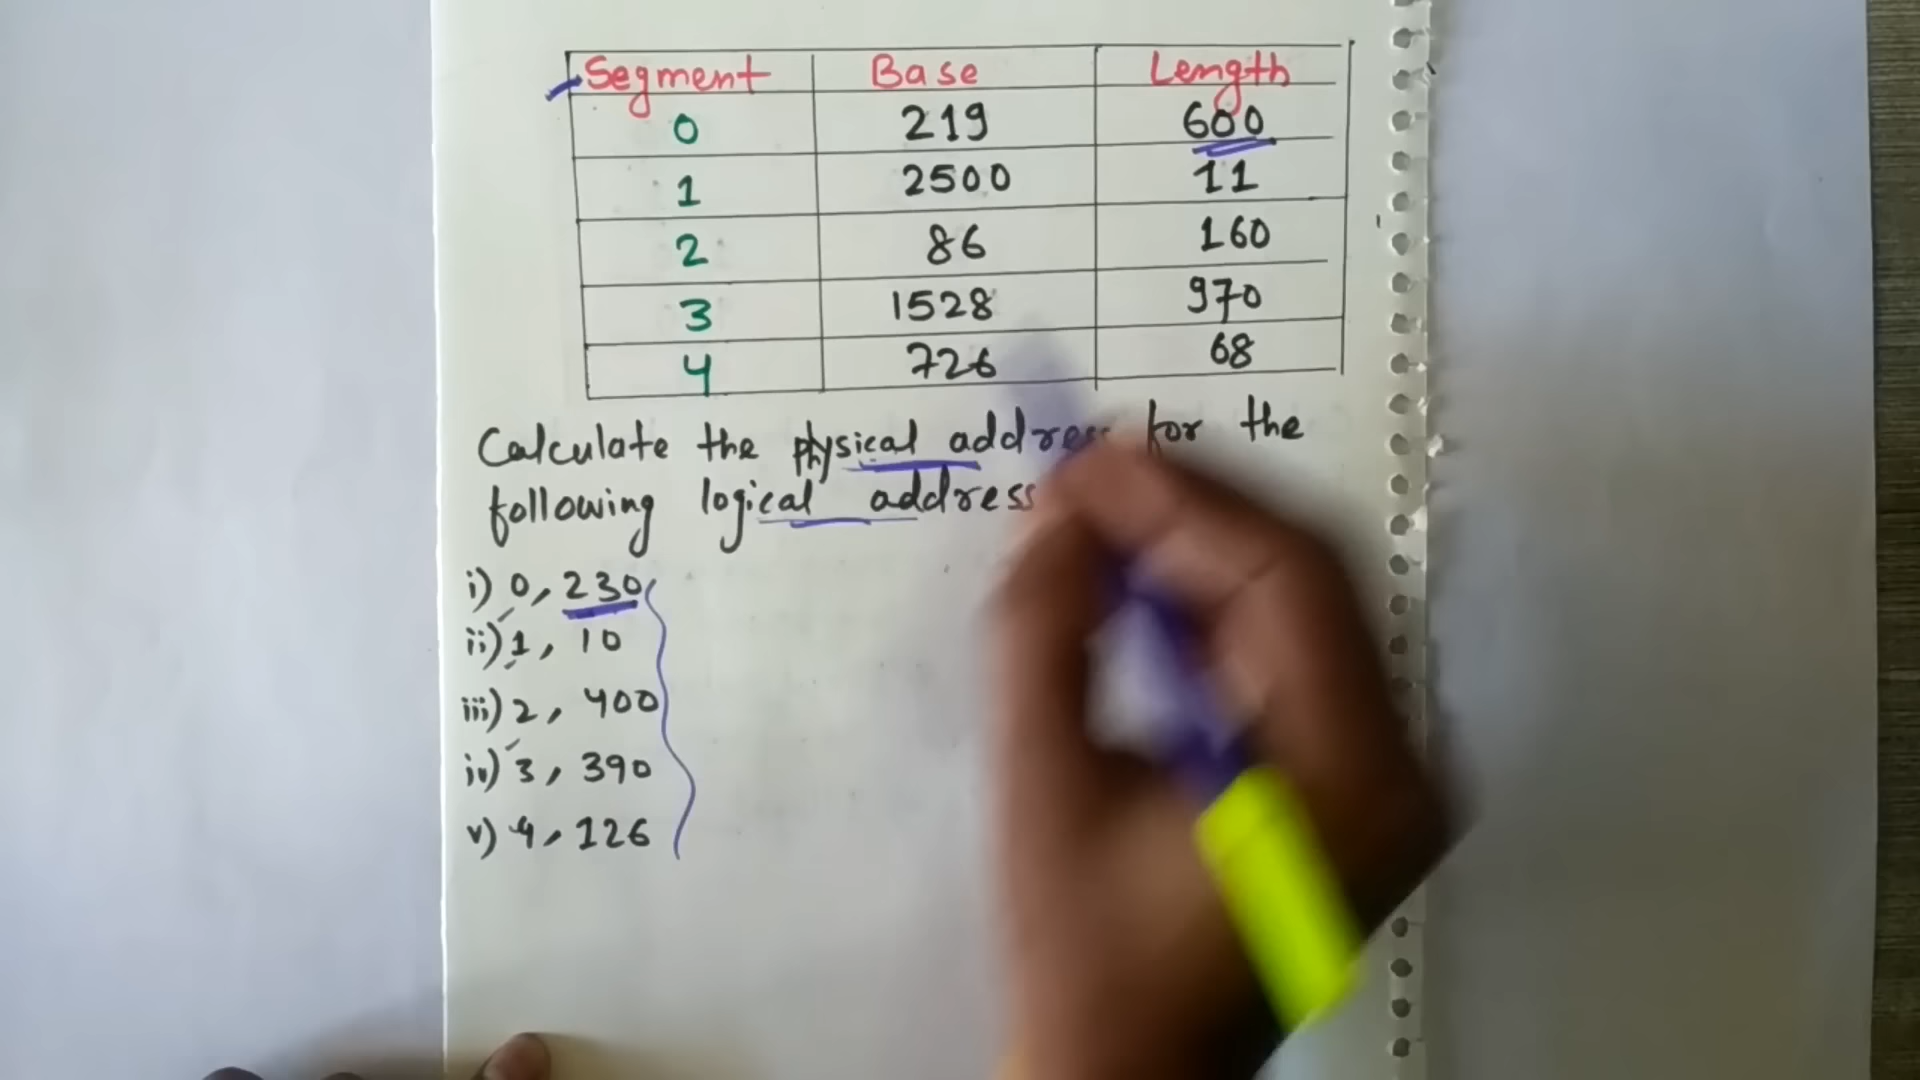 Segment Base Length
0 219 600
1 2500 11
2 86 160
3 1528 970
4 726 68
Calculate the physical address for the
following logical address
i) 0, 230
ii) 1, 10
iii) 2, 400
iv) 3, 390
v) 4, 126